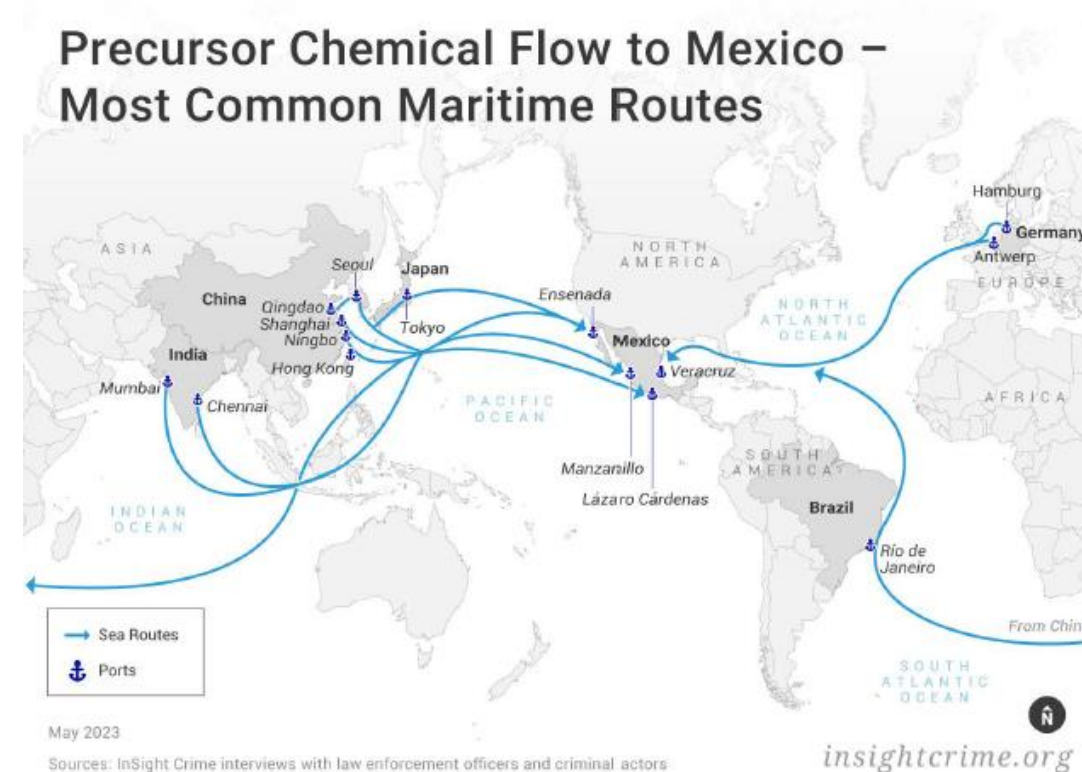 Precursor Chemical Flow to Mexico –
Most Common Maritime Routes
Hamburg
Germany
Antwerp
EUROPE
ASIA
NORTH
AMERICA
Seoul
Japan
China
Qingdao
Shanghai
Ningbo
Tokyo
Hong Kong
Ensenada
NORTH
ATLANTIC
OCEAN
Mexico
Veracruz
India
Mumbai
Chennai
PACIFIC
OCEAN
AFRICA
Manzanillo
Lázaro Cárdenas
SOUTH
AMERICA
Brazil
INDIAN
OCEAN
Río de
Janeiro
From Chin
Sea Routes
Ports
SOUTH
ATLANTIC
OCEAN
N
May 2023
Sources: InSight Crime interviews with law enforcement officers and criminal actors
insightcrime.org